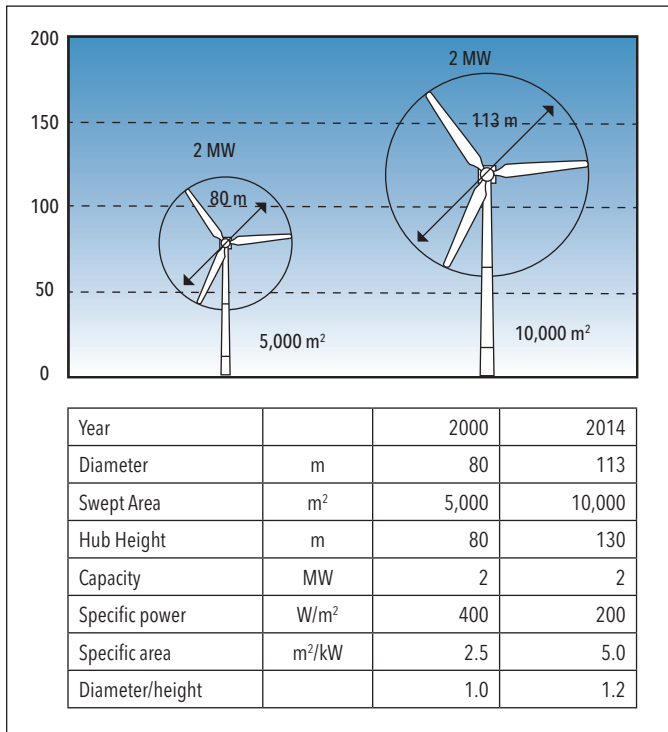 200
2 MW
113 m
150
2 MW
80 m
100
50
5,000 m²
10,000 m²
0
Year 2000 2014
Diameter m 80 113
Swept Area m² 5,000 10,000
Hub Height m 80 130
Capacity MW 2 2
Specific power W/m² 400 200
Specific area m²/kW 2.5 5.0
Diameter/height 1.0 1.2